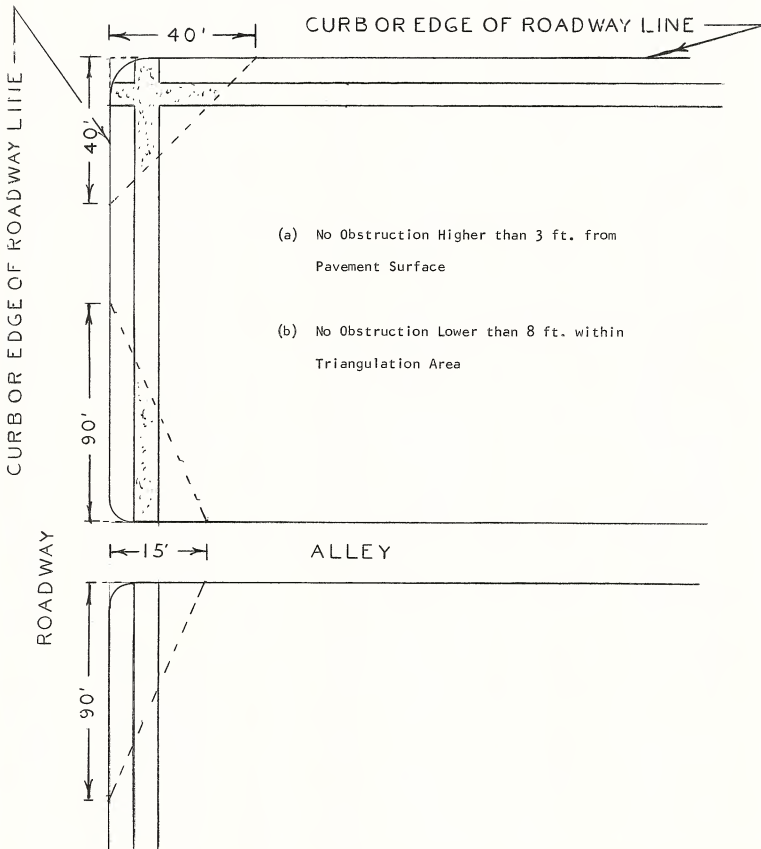 40'
CURB OR EDGE OF ROADWAY LINE
CURB OR EDGE OF ROADWAY LINE
40'
(a) No Obstruction Higher than 3 ft. from
Pavement Surface
(b) No Obstruction Lower than 8 ft. within
Triangulation Area
90'
15'
ALLEY
ROADWAY
90'